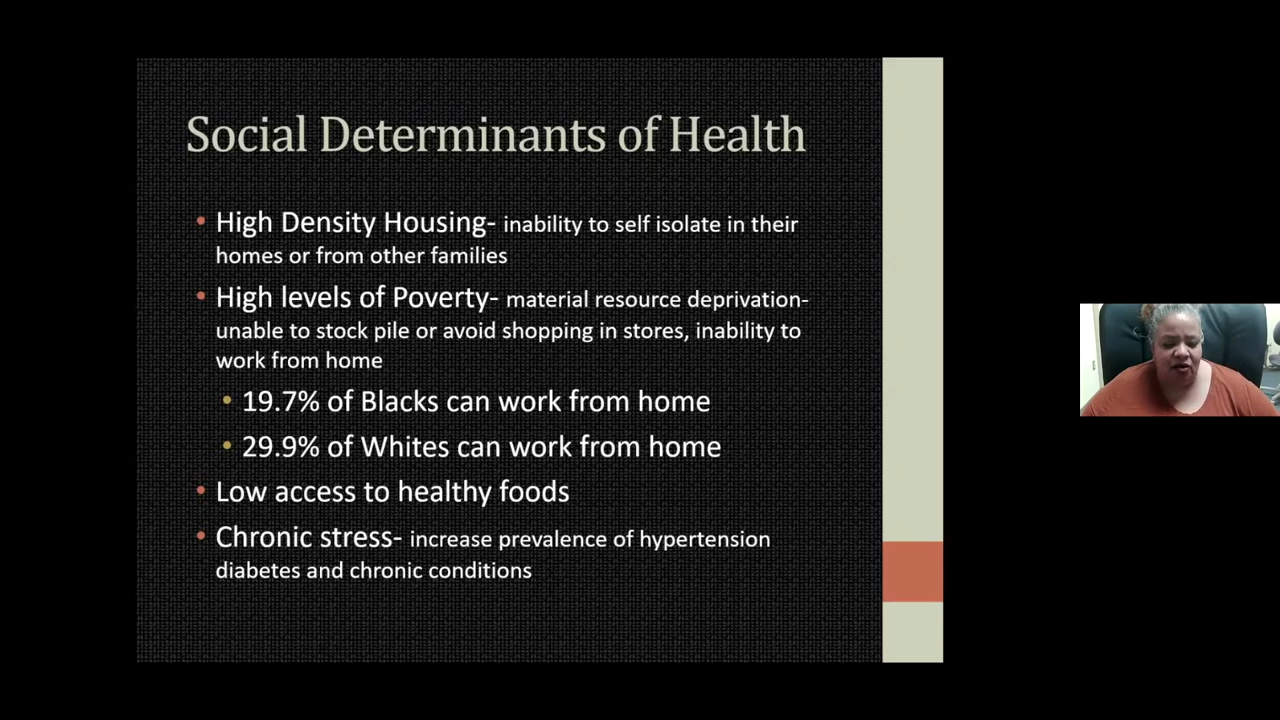 Social Determinants of Health
• High Density Housing- inability to self isolate in their
homes or from other families
• High levels of Poverty- material resource deprivation-
unable to stock pile or avoid shopping in stores, inability to
work from home
• 19.7% of Blacks can work from home
• 29.9% of Whites can work from home
• Low access to healthy foods
• Chronic stress- increase prevalence of hypertension
diabetes and chronic conditions